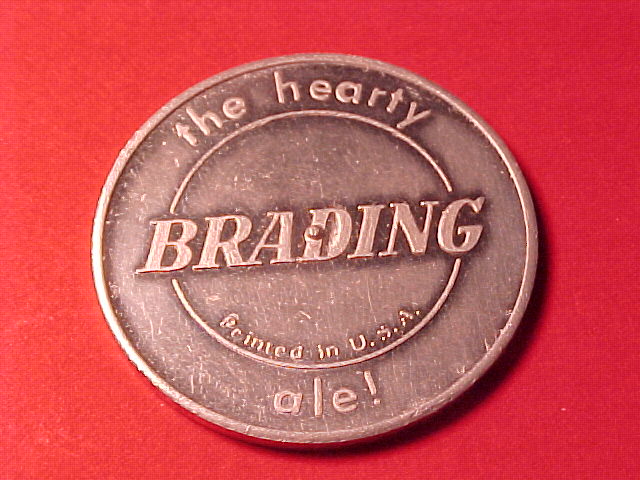 the hearty
BRADING
Printed in U.S.A.
ale!